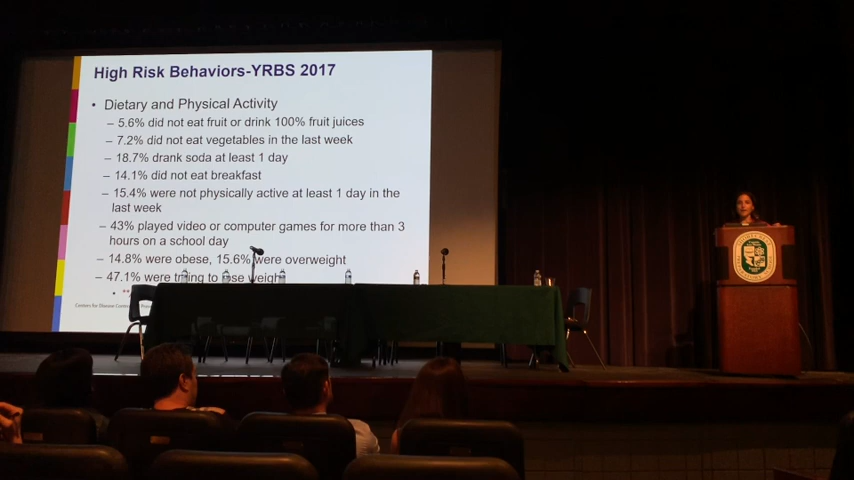 High Risk Behaviors-YRBS 2017
• Dietary and Physical Activity
– 5.6% did not eat fruit or drink 100% fruit juices
– 7.2% did not eat vegetables in the last week
– 18.7% drank soda at least 1 day
– 14.1% did not eat breakfast
– 15.4% were not physically active at least 1 day in the
last week
– 43% played video or computer games for more than 3
hours on a school day
– 14.8% were obese, 15.6% were overweight
– 47.1% were trying to lose weight
Centers for Disease